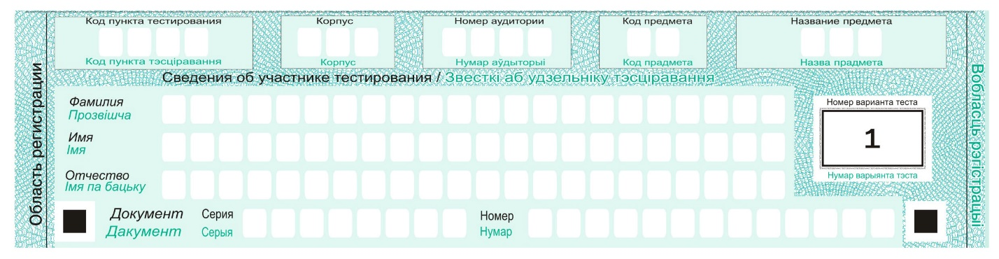 Код пункта тестирования
Код пункта тэсціравання
Корпус
Корпус
Номер аудитории
Нумар аўдыторыі
Код предмета
Код прадмета
Название предмета
Назва прадмета
Область регистрации
Вобласць рэгістрацыі
Сведения об участнике тестирования / Звесткі аб удзельніку тэсціравання
Фамилия
Прозвішча
Имя
Імя
Отчество
Імя па бацьку
Номер варианта теста
1
Нумар варыянта тэста
Документ
Дакумент
Серия
Серыя
Номер
Нумар